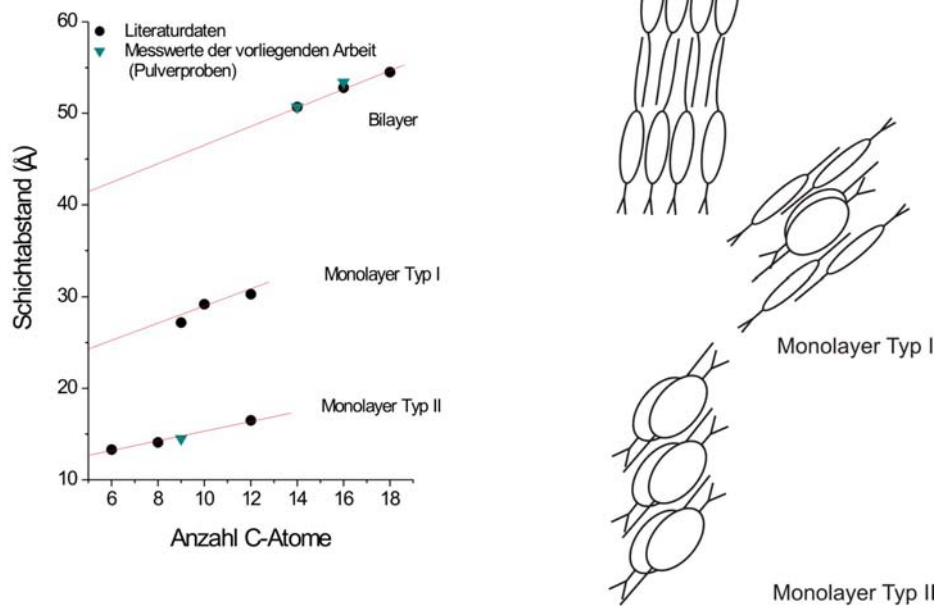 60
50
40
30
20
10
Schichtabstand (Å)
Literaturdaten
Messwerte der vorliegenden Arbeit
(Pulverproben)
Bilayer
Monolayer Typ I
Monolayer Typ II
6 8 10 12 14 16 18
Anzahl C-Atome
Monolayer Typ I
Monolayer Typ II